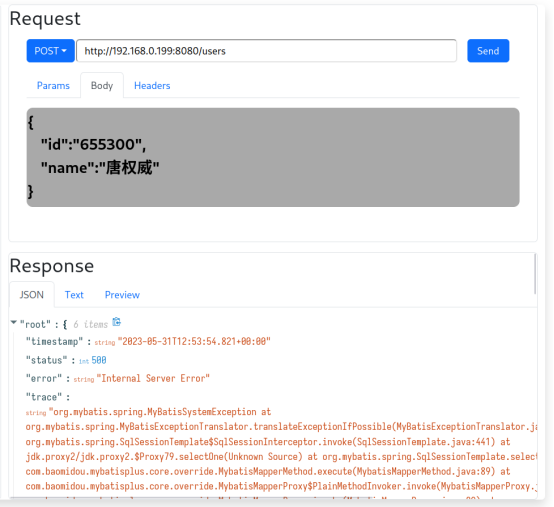 Request
POST http://192.168.0.199:8080/users Send
Params Body Headers
{
"id":"655300",
"name":"唐权威"
}
Response
JSON Text Preview
"root" : { 6 items
"timestamp" : string "2023-05-31T12:53:54.821+00:00"
"status" : int 500
"error" : string "Internal Server Error"
"trace" :
string "org.mybatis.spring.MyBatisSystemException at
org.mybatis.spring.MyBatisExceptionTranslator.translateExceptionIfPossible(MyBatisExceptionTranslator.ja
org.mybatis.spring.SqlSessionTemplate$SqlSessionInterceptor.invoke(SqlSessionTemplate.java:441) at
jdk.proxy2/jdk.proxy2.$Proxy79.selectOne(Unknown Source) at org.mybatis.spring.SqlSessionTemplate.select
com.baomidou.mybatisplus.core.override.MybatisMapperMethod.execute(MybatisMapperMethod.java:89) at
com.baomidou.mybatisplus.core.override.MybatisMapperProxy$PlainMethodInvoker.invoke(MybatisMapperProxy.j